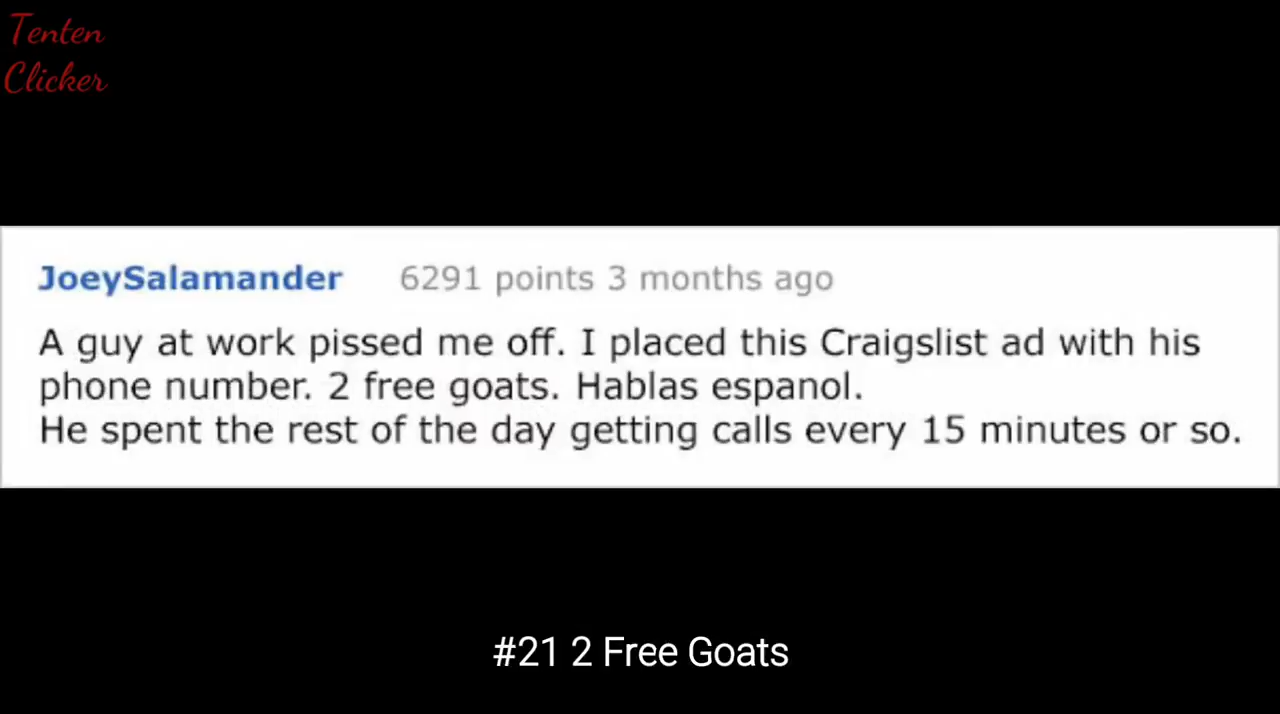 Tenten
Clicker
JoeySalamander 6291 points 3 months ago
A guy at work pissed me off. I placed this Craigslist ad with his
phone number. 2 free goats. Hablas espanol.
He spent the rest of the day getting calls every 15 minutes or so.
#21 2 Free Goats